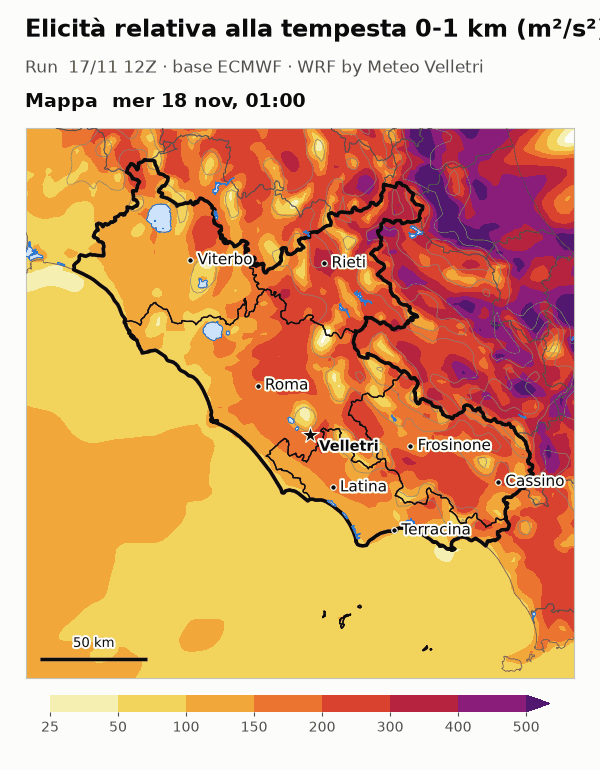 Elicità relativa alla tempesta 0-1 km (m²/s²)
Run 17/11 12Z · base ECMWF · WRF by Meteo Velletri
Mappa mer 18 nov, 01:00
Viterbo
Rieti
Roma
Velletri
Frosinone
Cassino
Latina
Terracina
50 km
25 50 100 150 200 300 400 500